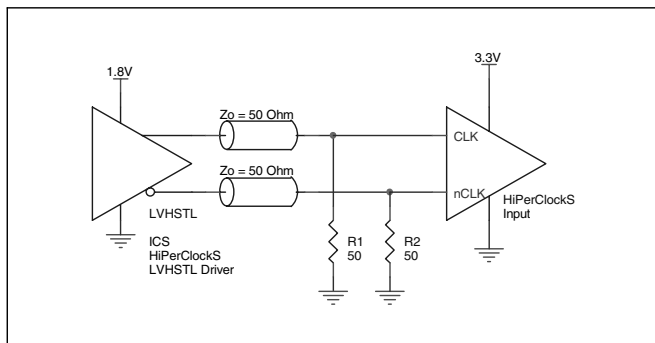 1.8V
3.3V
Zo = 50 Ohm
CLK
Zo = 50 Ohm
nCLK
HiPerClockS
Input
LVHSTL
ICS
HiPerClockS
LVHSTL Driver
R1
50
R2
50